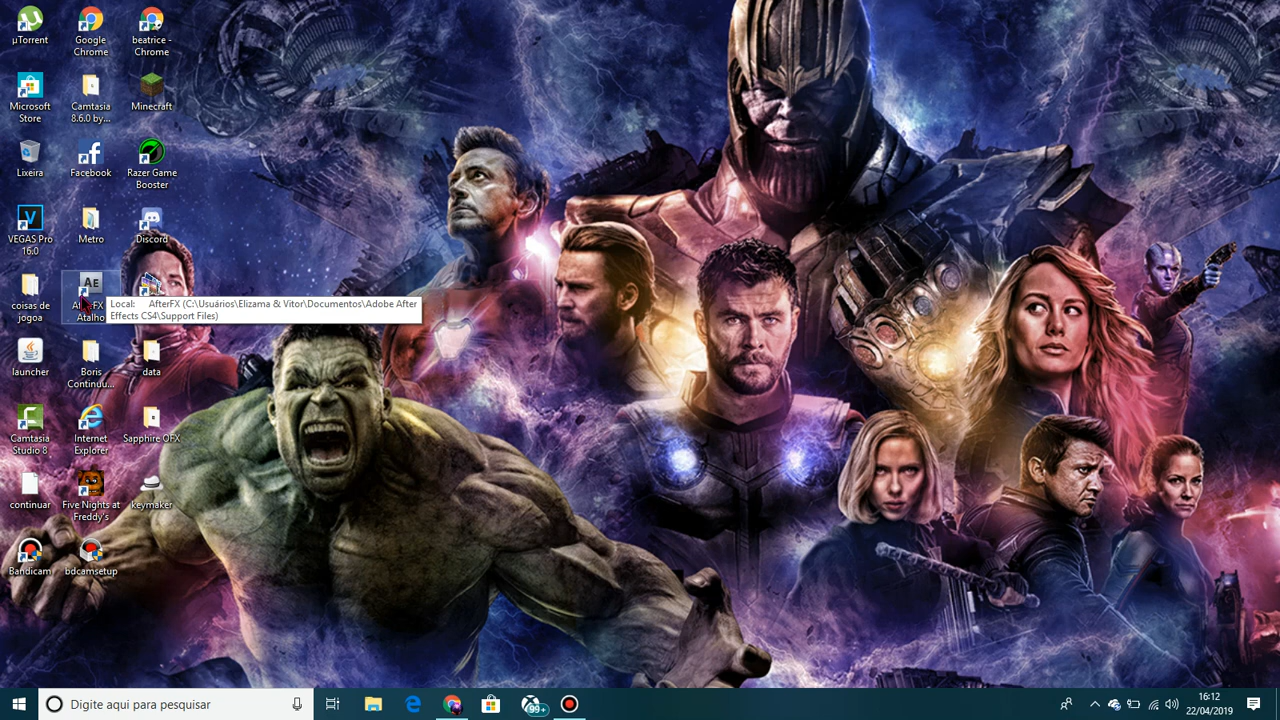 µTorrent
Google
Chrome
beatrice -
Chrome
Microsoft
Store
Camtasia
8.6.0 by...
Minecraft
Lixeira
Facebook
Razer Game
Booster
VEGAS Pro
16.0
Metro
Discord
coisas de
jogoa
Atalho
Local: AfterFX (C:\Usuários\Elizama & Vitor\Documentos\Adobe After
Effects CS4\Support Files)
launcher
Boris
Continuu...
data
Camtasia
Studio 8
Internet
Explorer
Sapphire OFX
continuar
Five Nights at
Freddy's
keymaker
Bandicam
bdcamsetup
Digite aqui para pesquisar
99+
16:12
22/04/2019